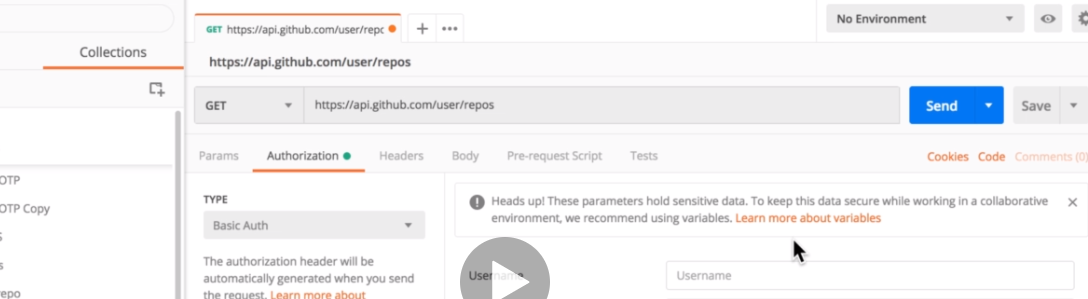 GET https://api.github.com/user/repo
No Environment
Collections
https://api.github.com/user/repos
GET https://api.github.com/user/repos Send Save
Params Authorization Headers Body Pre-request Script Tests Cookies Code Comments (0)
OTP
OTP Copy
TYPE
Basic Auth
Heads up! These parameters hold sensitive data. To keep this data secure while working in a collaborative
environment, we recommend using variables. Learn more about variables
The authorization header will be
automatically generated when you send
the request. Learn more about
Username Username
epo